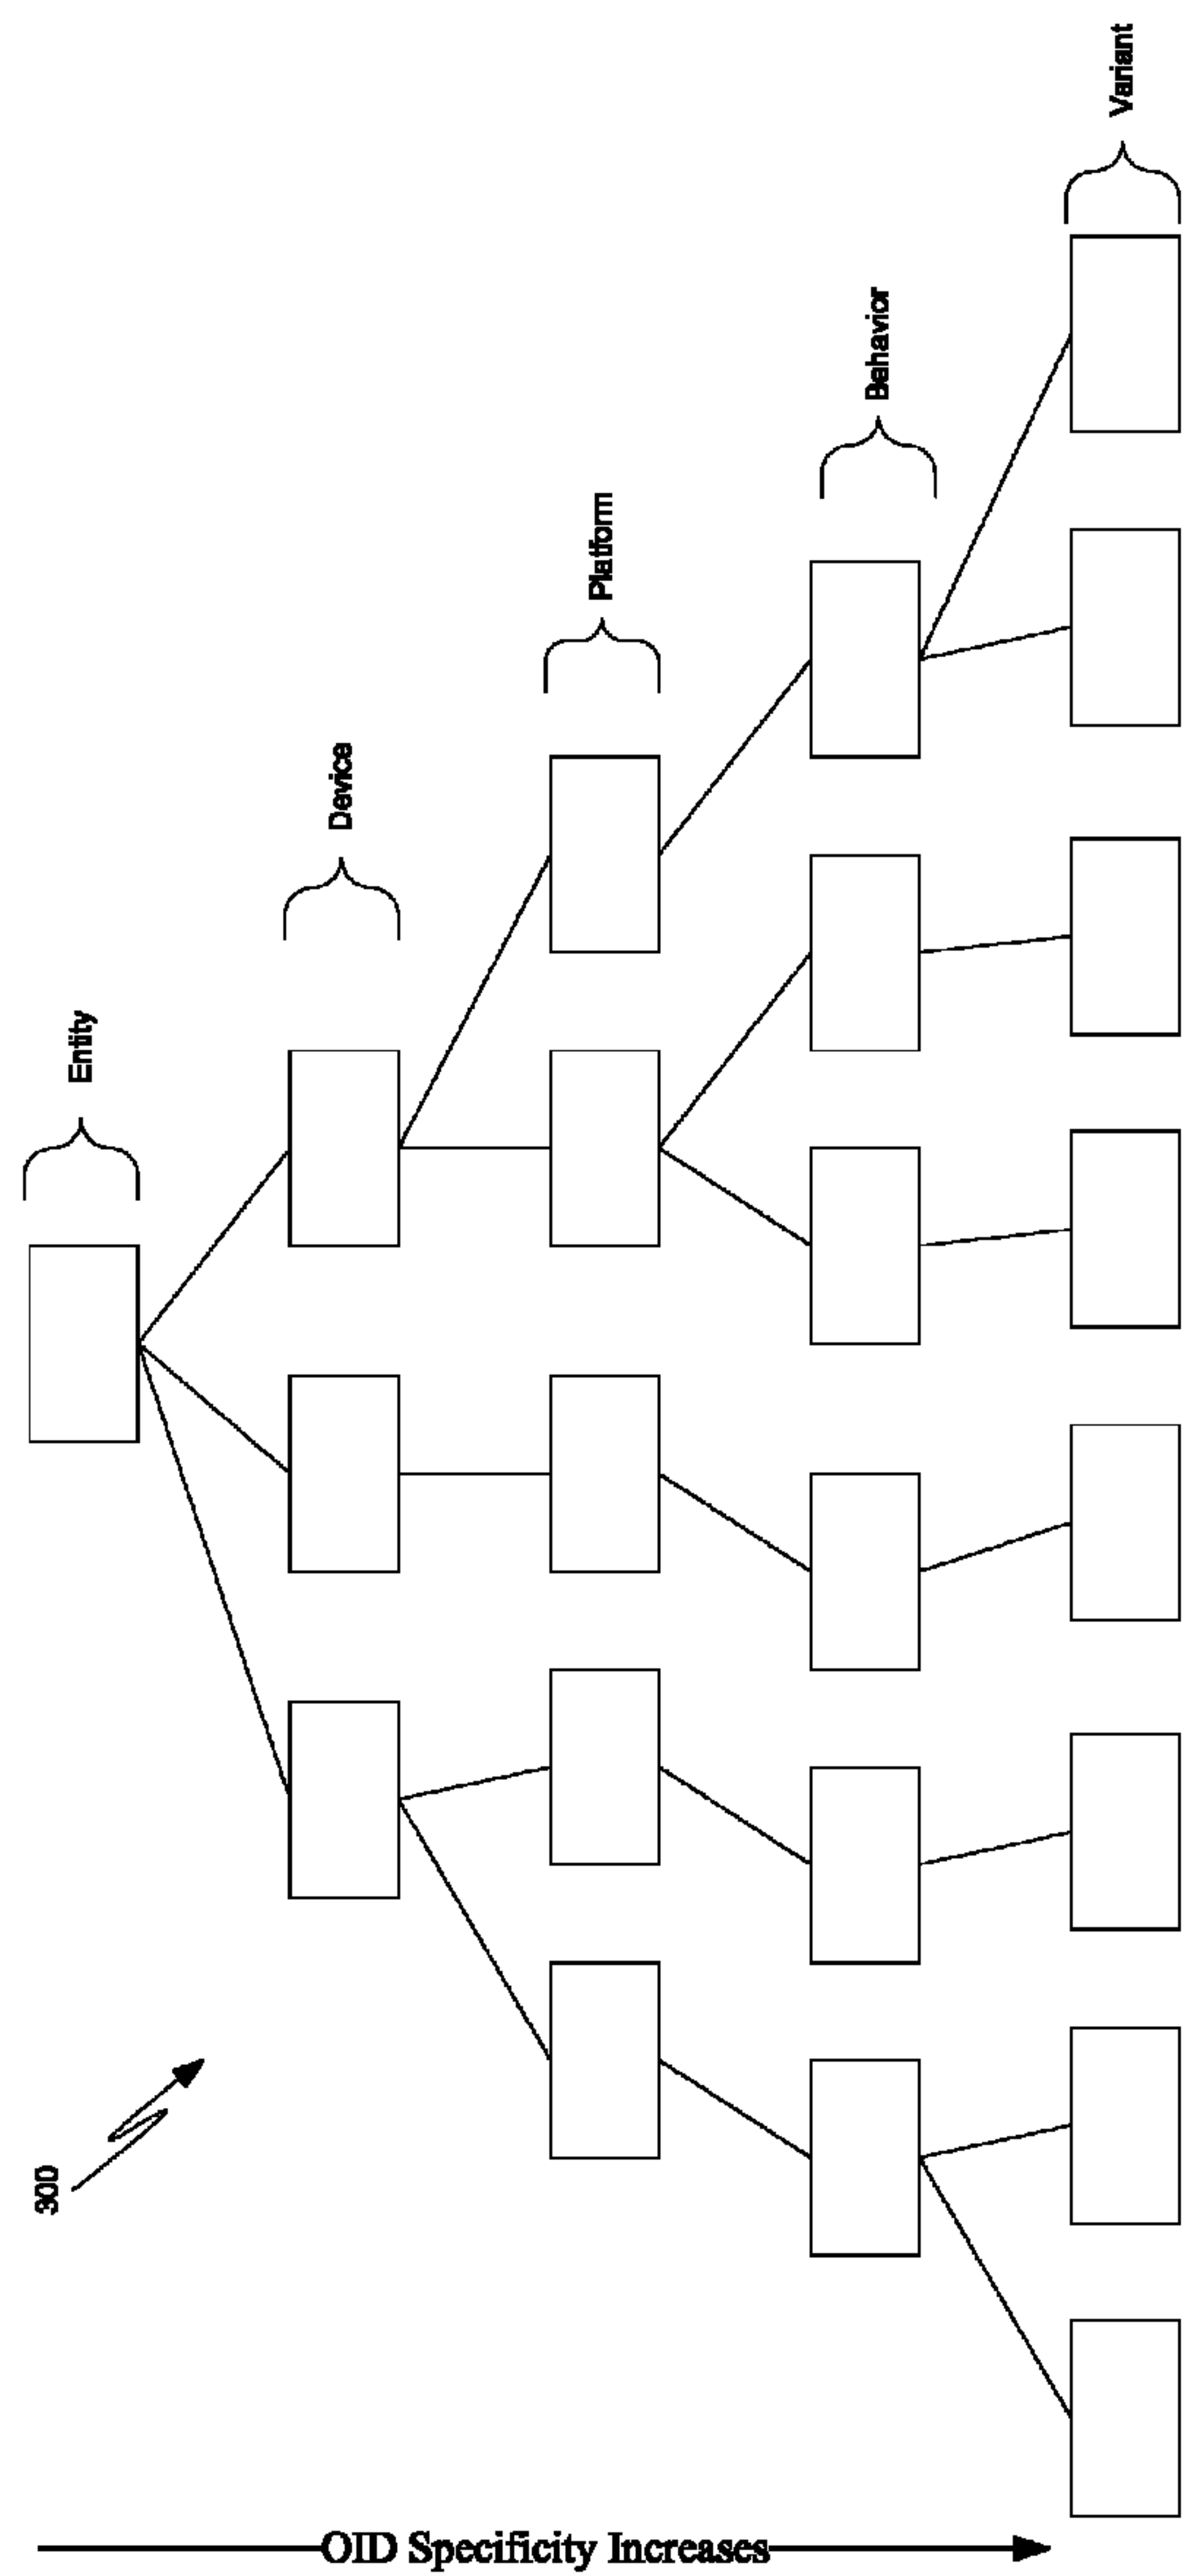 300
Entity
Device
Platform
Behavior
Variant
OID Specificity Increases